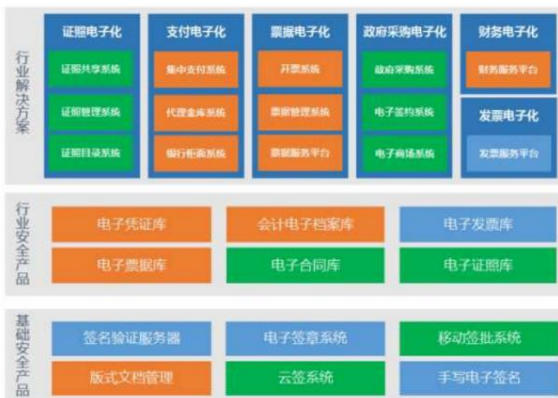 行业解决方案
证照电子化
证照共享系统
证照管理系统
证照目录系统
支付电子化
集中支付系统
代理金库系统
银行柜面系统
票据电子化
开票系统
票据管理系统
票据服务平台
政府采购电子化
政府采购系统
电子签约系统
电子商场系统
财务电子化
财务服务平台
发票电子化
发票服务平台
行业安全产品
电子凭证库
会计电子档案库
电子发票库
电子票据库
电子合同库
电子证照库
基础安全产品
签名验证服务器
电子签章系统
移动签批系统
版式文档管理
云签系统
手写电子签名